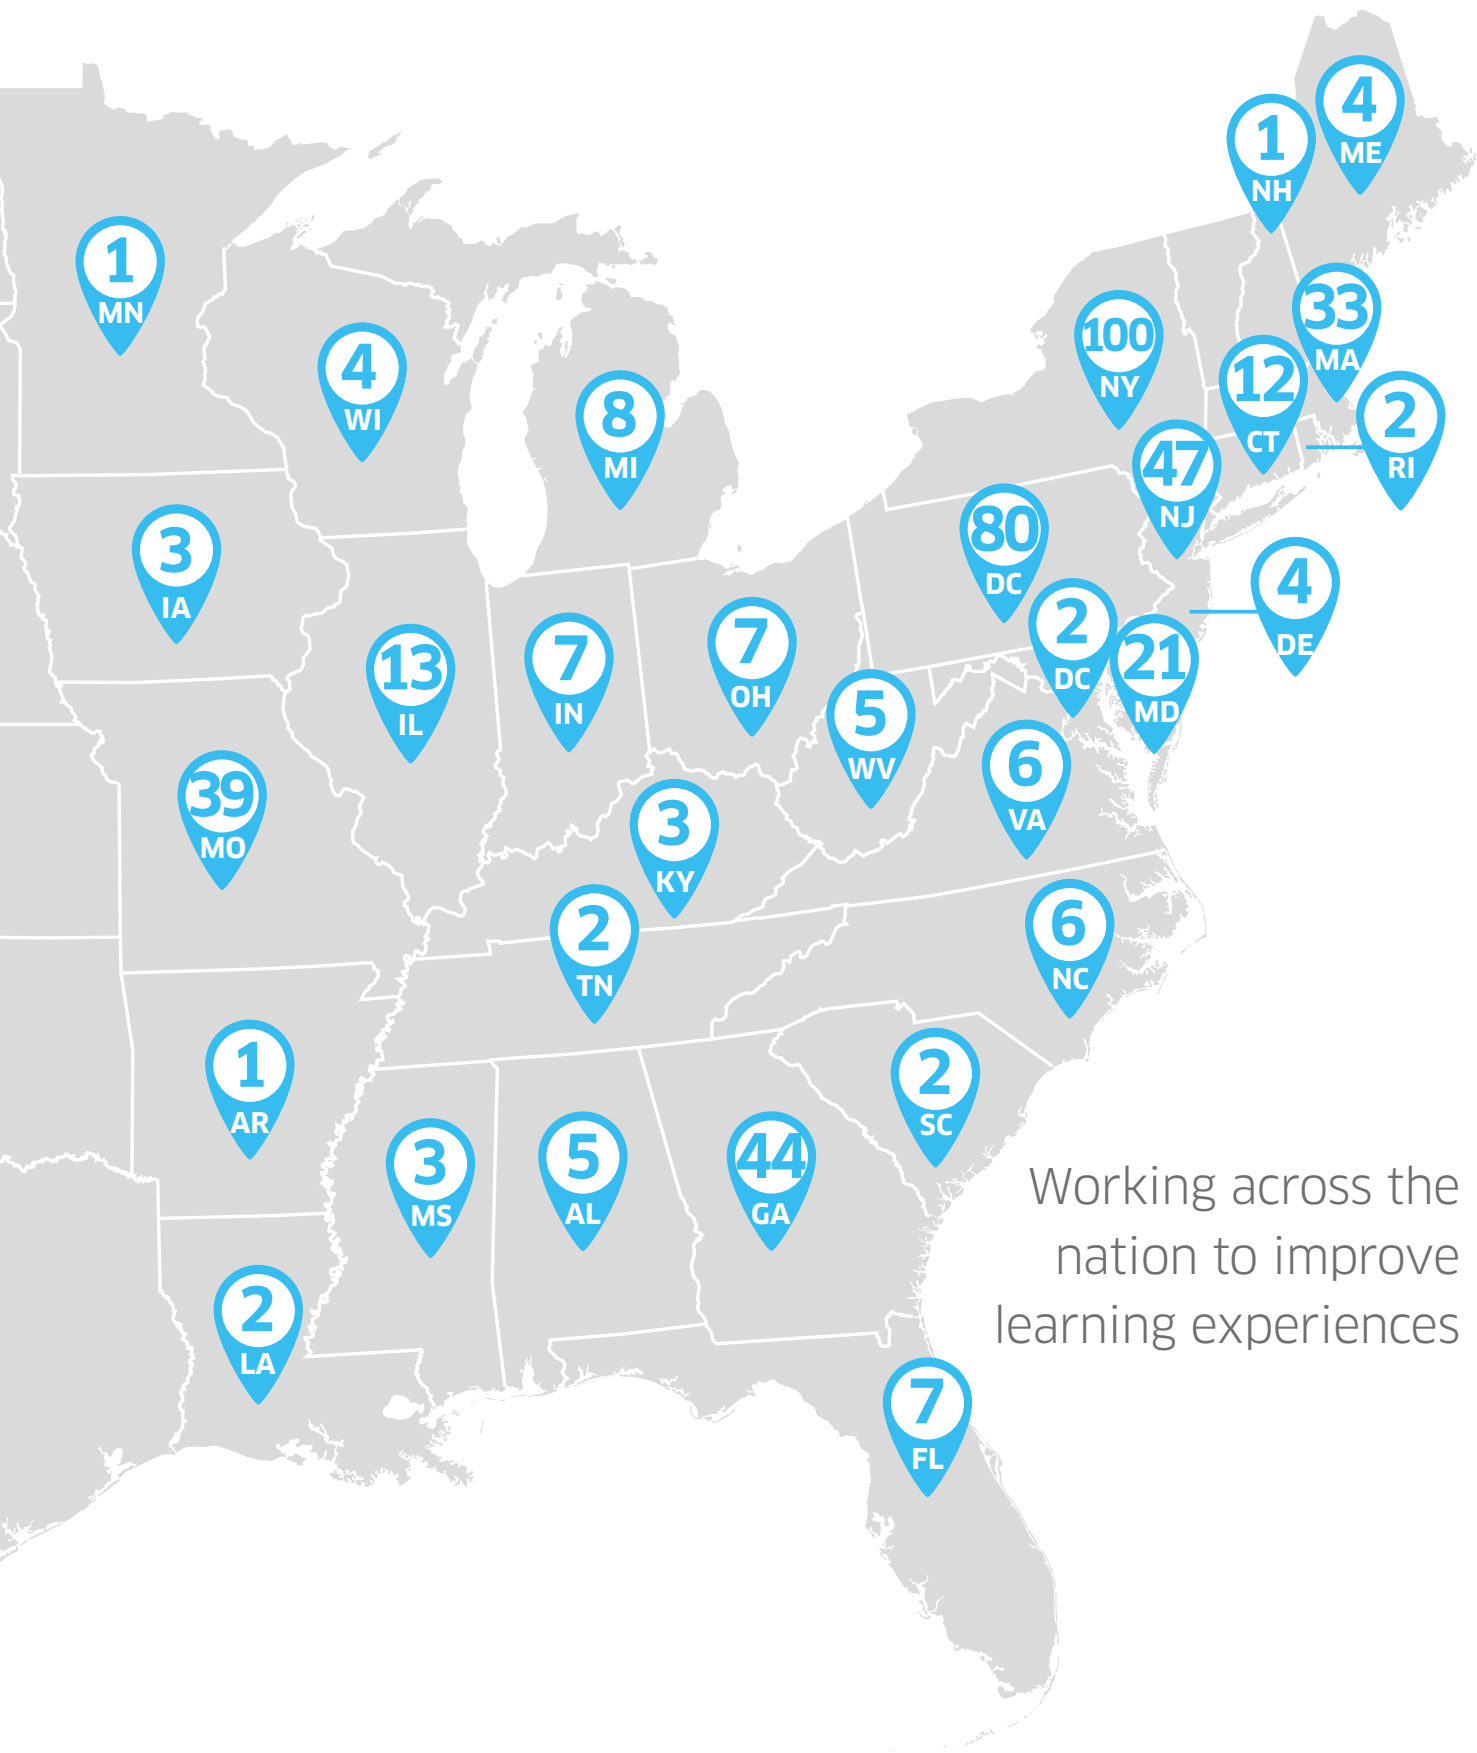 4
ME
1
NH
1
MN
33
MA
100
NY
4
WI
12
CT
8
MI
2
RI
47
NJ
80
DC
3
IA
4
DE
2
DC
21
MD
13
IL
7
IN
7
OH
5
WV
6
VA
39
MO
3
KY
2
TN
6
NC
1
AR
2
SC
3
MS
5
AL
44
GA
Working across the
nation to improve
learning experiences
2
LA
7
FL